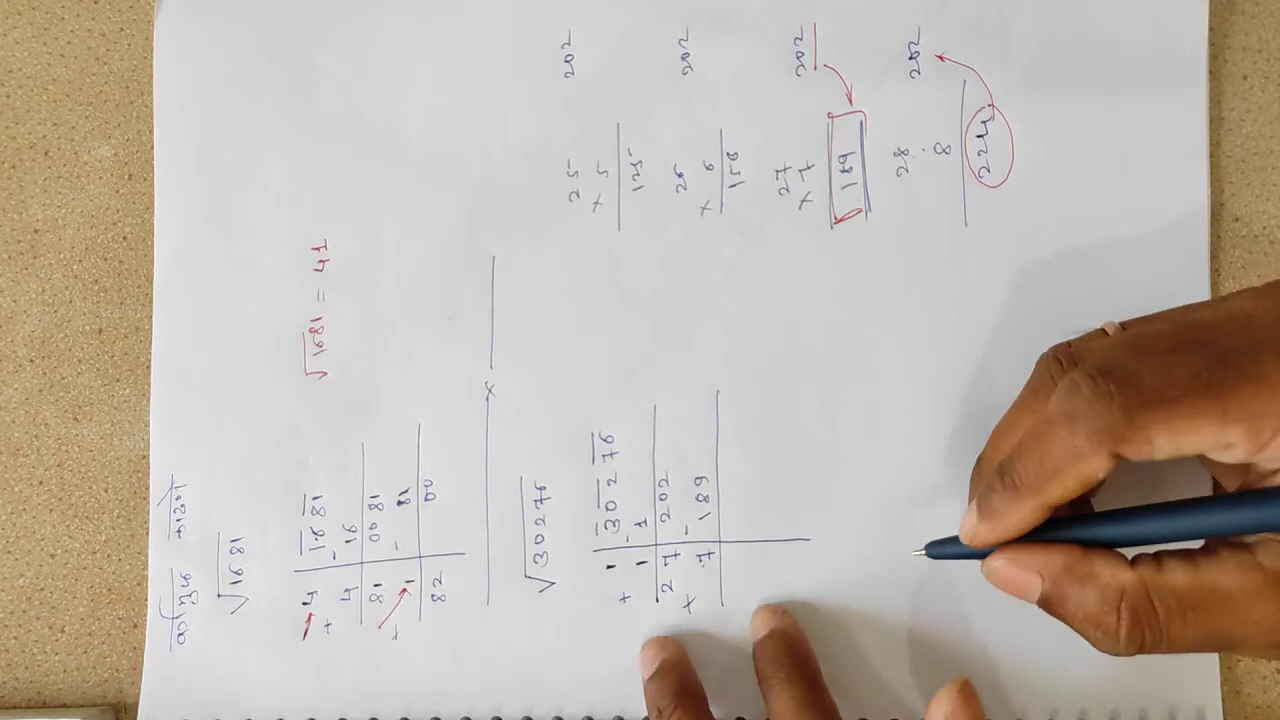 वर्गमुळ काढा
√1681
√1681 = 41
4 1681
+ 4 - 16
81 0081
+ 1 - 81
82 00
x
√30276
1 30276
+ 1 - 1
27 202
+ 7 - 189
25
x 5
125
202
26
x 6
156
202
27
x 7
189
202
28
8
224
202